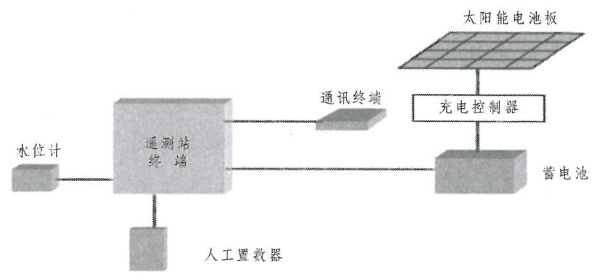 太阳能电池板
通讯终端
充电控制器
水位计
遥测站
终端
蓄电池
人工置数器